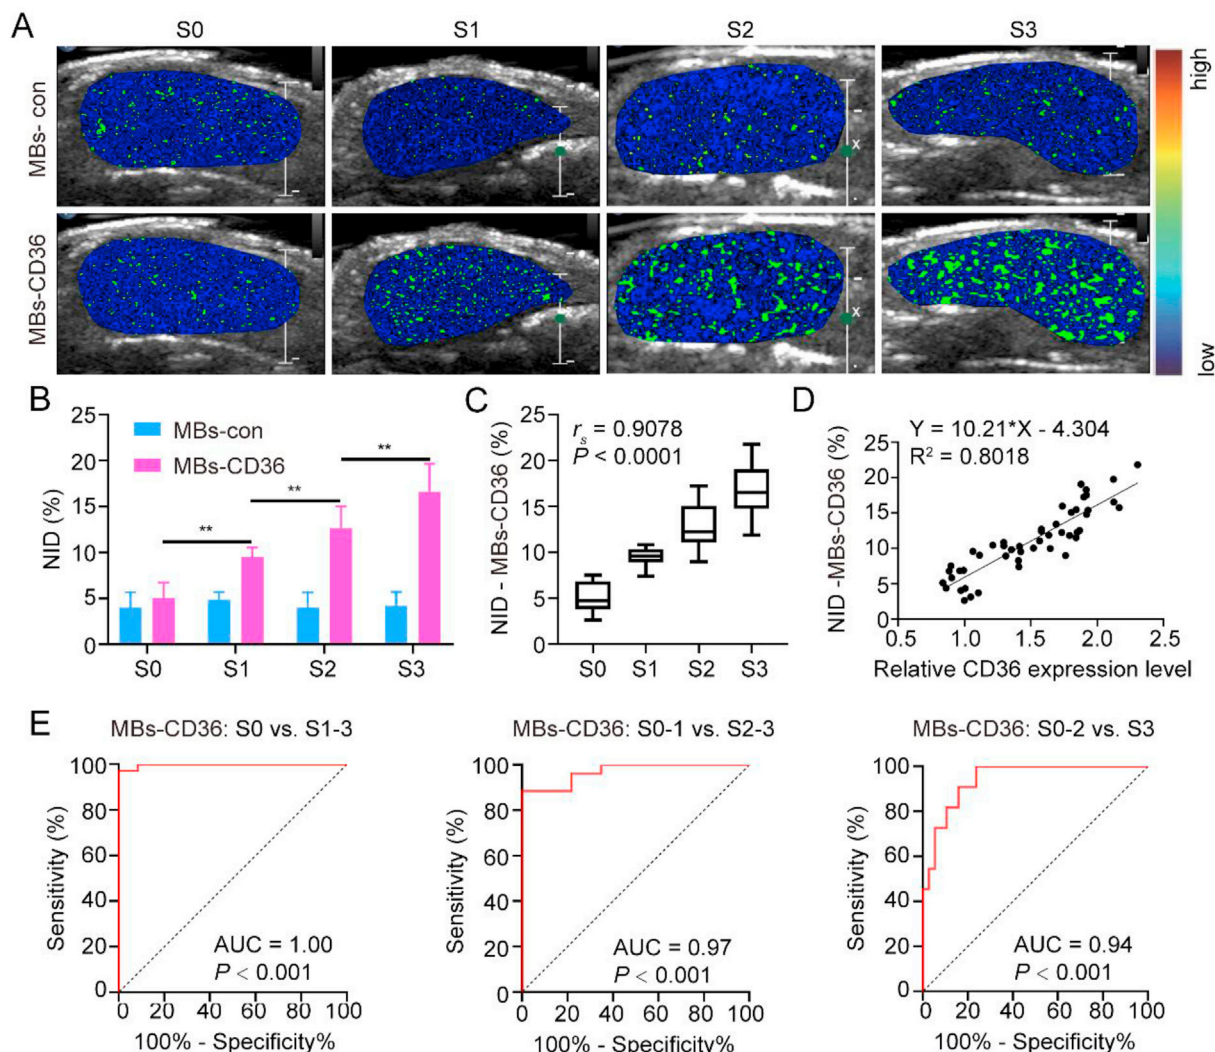 A
S0 S1 S2 S3
MBs- con
MBs-CD36
high
low
x
x
B
25
20
15
10
5
0
NID (%)
MBs-con
MBs-CD36
** ** **
S0 S1 S2 S3
C
25
20
15
10
5
0
NID - MBs-CD36 (%)
rs = 0.9078
P < 0.0001
S0 S1 S2 S3
D
Y = 10.21*X - 4.304
R2 = 0.8018
25
20
15
10
5
0
NID -MBs-CD36 (%)
0.5 1.0 1.5 2.0 2.5
Relative CD36 expression level
E
MBs-CD36: S0 vs. S1-3
100
80
60
40
20
0
Sensitivity (%)
AUC = 1.00
P < 0.001
0 20 40 60 80 100
100% - Specificity%
MBs-CD36: S0-1 vs. S2-3
100
80
60
40
20
0
Sensitivity (%)
AUC = 0.97
P < 0.001
0 20 40 60 80 100
100% - Specificity%
MBs-CD36: S0-2 vs. S3
100
80
60
40
20
0
Sensitivity (%)
AUC = 0.94
P < 0.001
0 20 40 60 80 100
100% - Specificity%